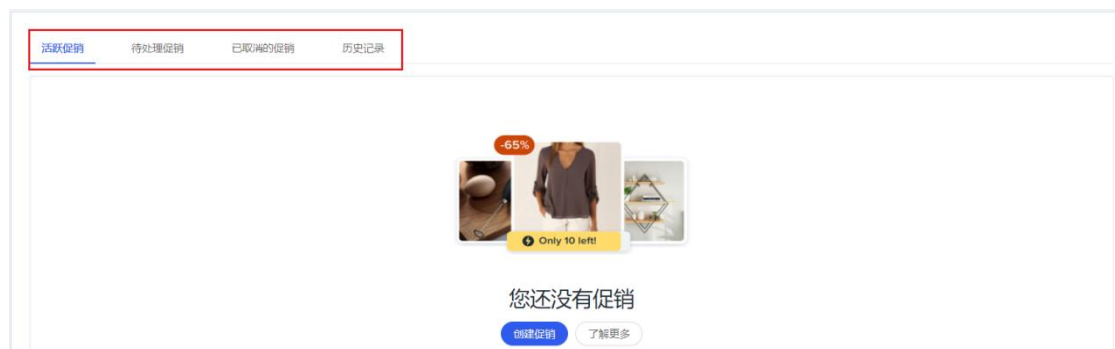 活跃促销 待处理促销 已取消的促销 历史记录
-65%
Only 10 left!
您还没有促销
创建促销 了解更多